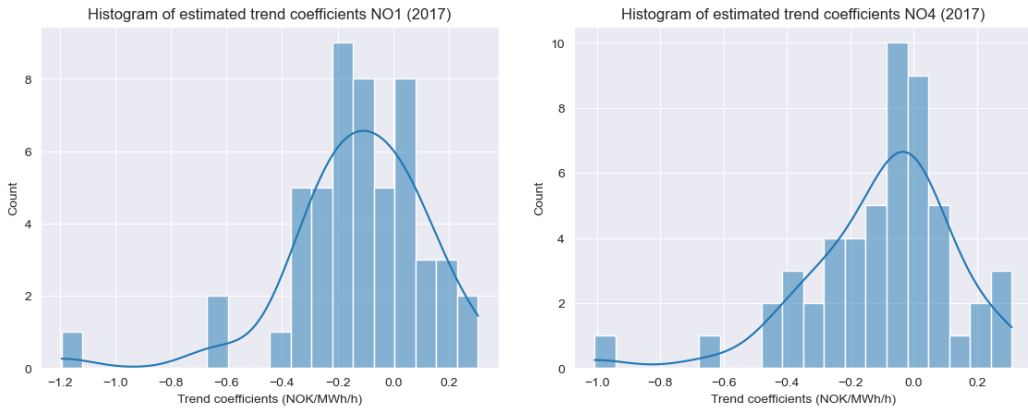 Histogram of estimated trend coefficients NO1 (2017)
8
6
4
2
0
Count
−1.2 −1.0 −0.8 −0.6 −0.4 −0.2 0.0 0.2
Trend coefficients (NOK/MWh/h)
Histogram of estimated trend coefficients NO4 (2017)
10
8
6
4
2
0
Count
−1.0 −0.8 −0.6 −0.4 −0.2 0.0 0.2
Trend coefficients (NOK/MWh/h)